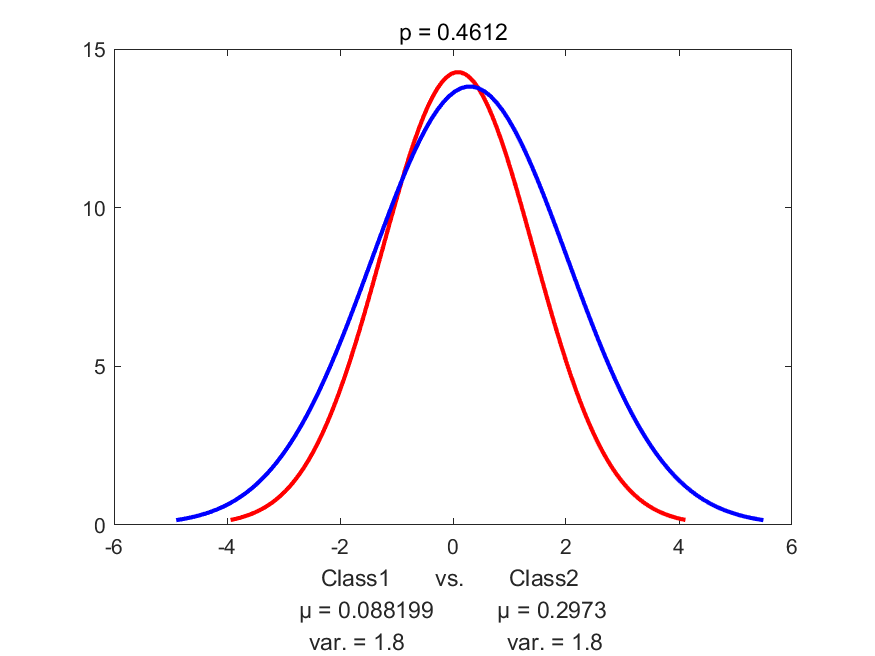 p = 0.4612
15
10
5
0
-6 -4 -2 0 2 4 6
Class1 vs. Class2
μ = 0.088199 μ = 0.2973
var. = 1.8 var. = 1.8